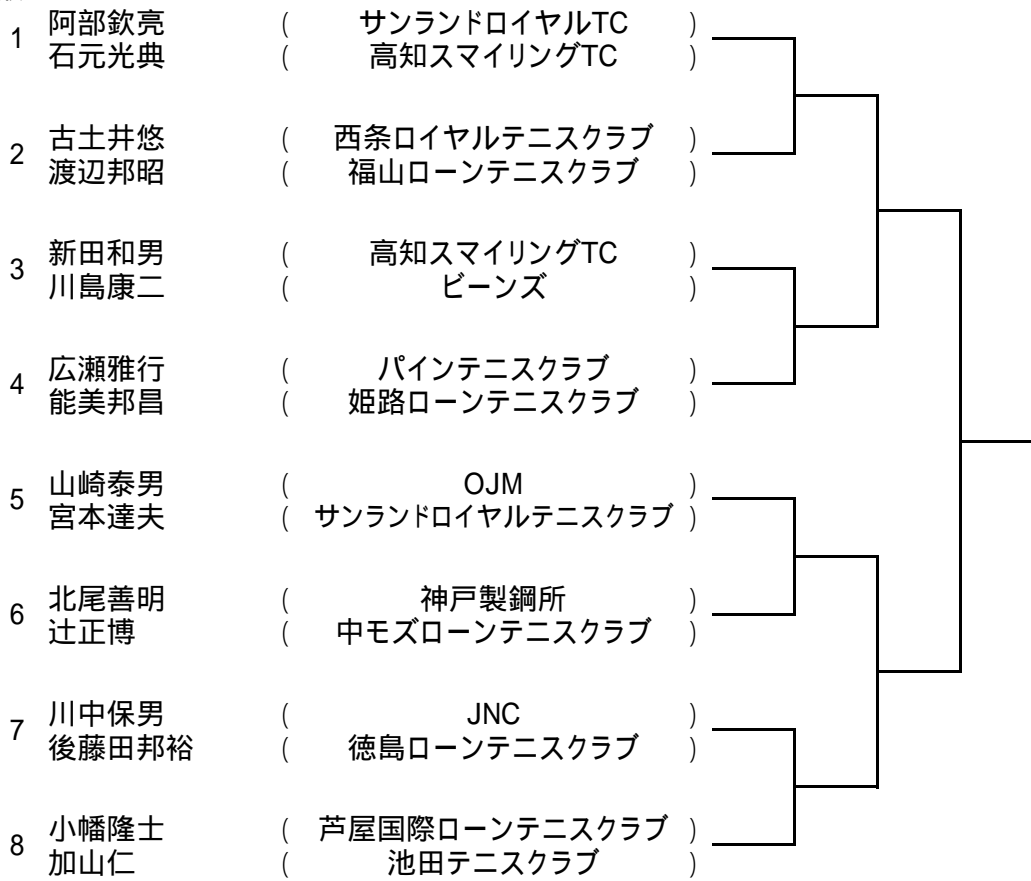 1 阿部欽亮 ( サンランドロイヤルTC )
石元光典 ( 高知スマイリングTC )
2 古土井悠 ( 西条ロイヤルテニスクラブ )
渡辺邦昭 ( 福山ローンテニスクラブ )
3 新田和男 ( 高知スマイリングTC )
川島康二 ( ビーンズ )
4 広瀬雅行 ( パインテニスクラブ )
能美邦昌 ( 姫路ローンテニスクラブ )
5 山崎泰男 ( OJM )
宮本達夫 ( サンランドロイヤルテニスクラブ )
6 北尾善明 ( 神戸製鋼所 )
辻正博 ( 中モズローンテニスクラブ )
7 川中保男 ( JNC )
後藤田邦裕 ( 徳島ローンテニスクラブ )
8 小幡隆士 ( 芦屋国際ローンテニスクラブ )
加山仁 ( 池田テニスクラブ )